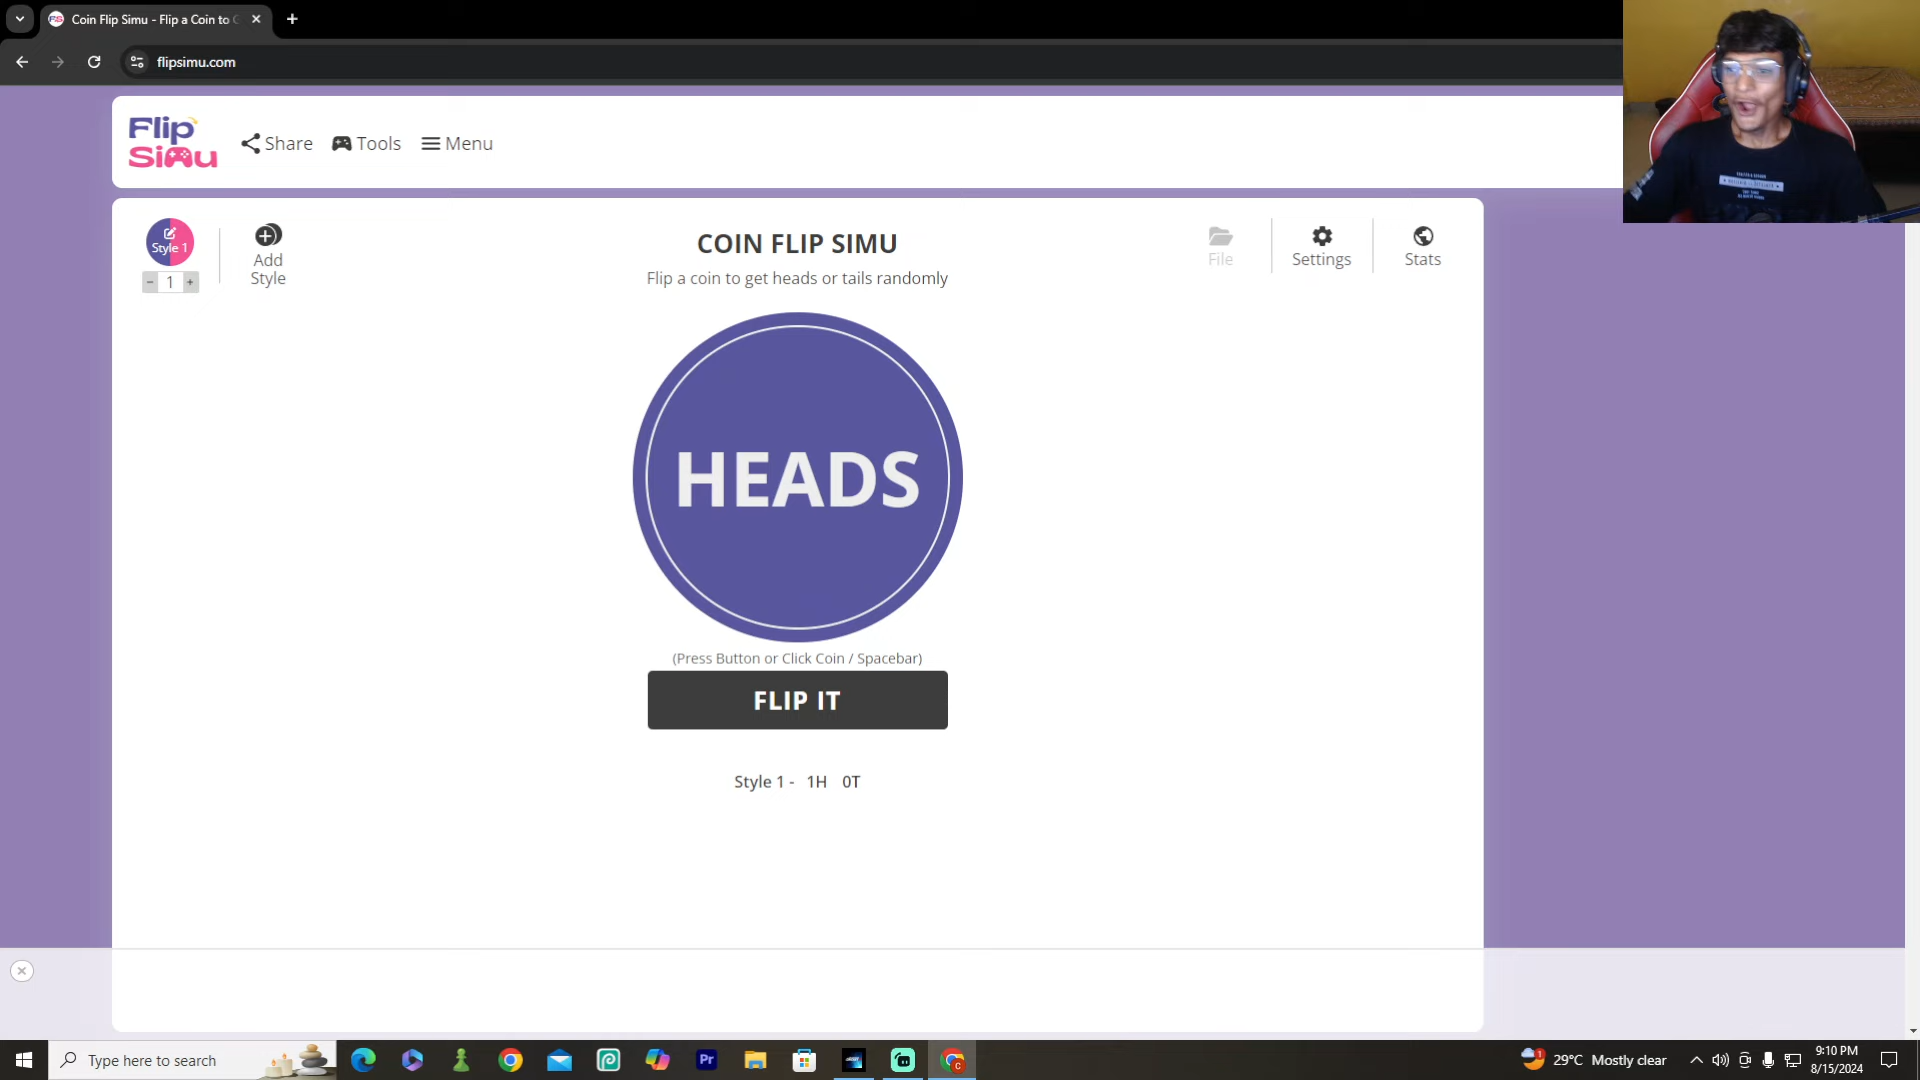 Coin Flip Simu - Flip a Coin to
flipsimu.com
Flip
Simu
Share
Tools
Menu
Style 1
- 1 +
Add
Style
COIN FLIP SIMU
Flip a coin to get heads or tails randomly
File
Settings
Stats
HEADS
(Press Button or Click Coin / Spacebar)
FLIP IT
Style 1 - 1H 0T
Type here to search
Pr
C
1
29°C Mostly clear
9:10 PM
8/15/2024